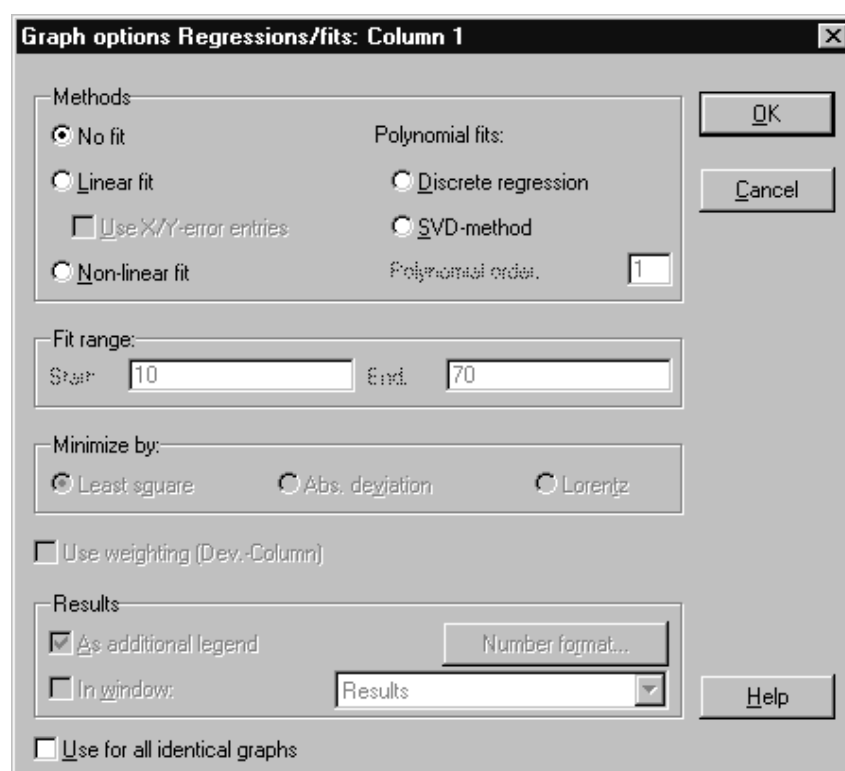 Graph options Regressions/fits: Column 1
Methods
No fit
Polynomial fits:
OK
Linear fit
Discrete regression
Cancel
Use X/Y-error entries
SVD-method
Non-linear fit
Polynomial order:
1
Fit range:
Start:
10
End:
70
Minimize by:
Least square
Abs. deviation
Lorentz
Use weighting (Dev.-Column)
Results
As additional legend
Number format...
In window:
Results
Help
Use for all identical graphs